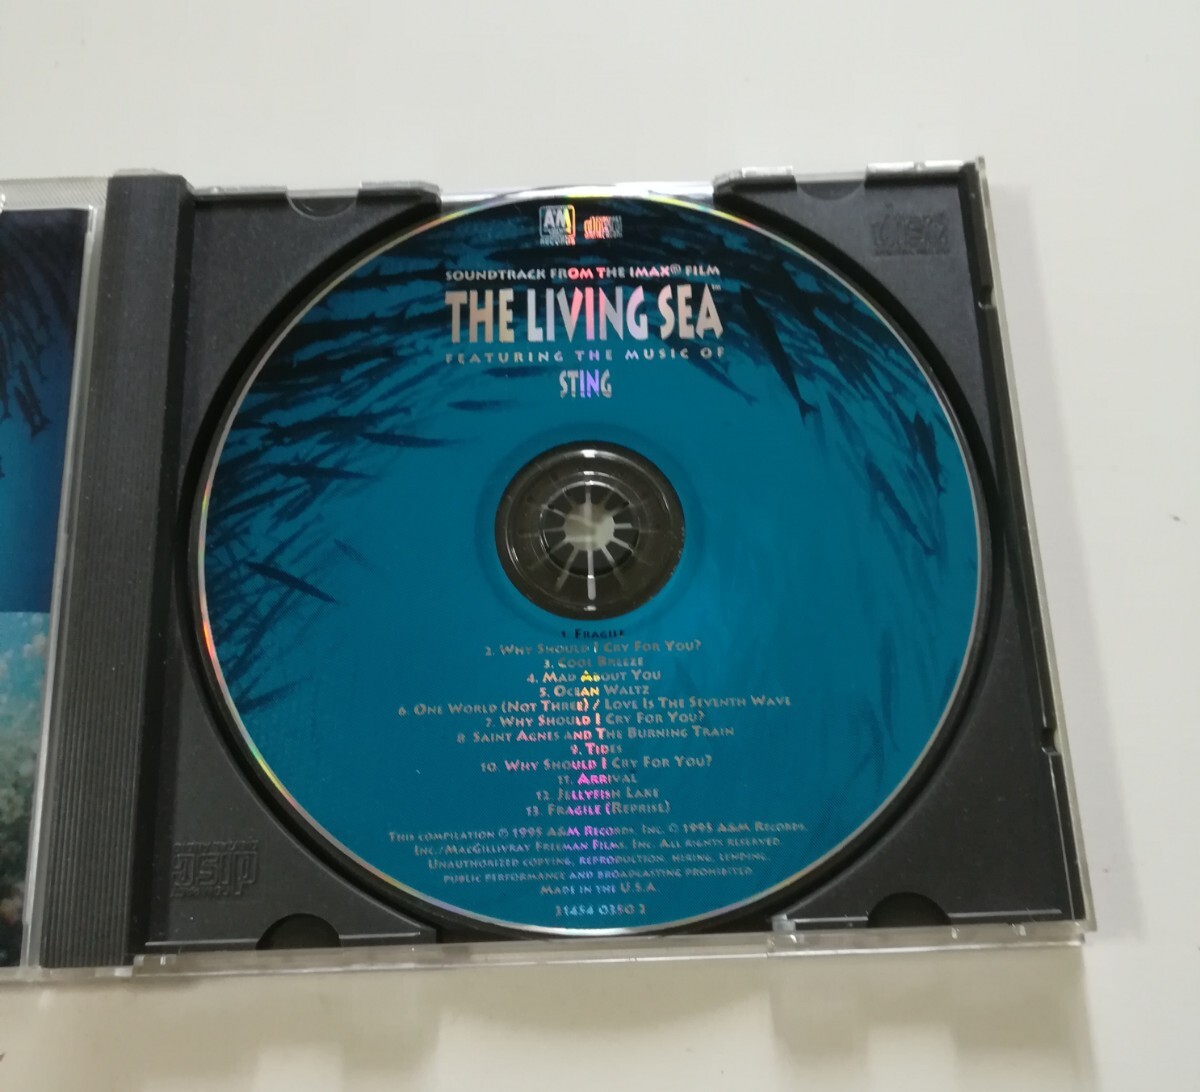 A&M
RECORDS
disc
SOUNDTRACK FROM THE IMAX® FILM
THE LIVING SEA™
FEATURING THE MUSIC OF
STING
1. FRAGILE
2. WHY SHOULD I CRY FOR YOU?
3. COOL BREEZE
4. MAD ABOUT YOU
5. OCEAN WALTZ
6. ONE WORLD (NOT THREE) / LOVE IS THE SEVENTH WAVE
7. WHY SHOULD I CRY FOR YOU?
8. SAINT AGNES AND THE BURNING TRAIN
9. TIDES
10. WHY SHOULD I CRY FOR YOU?
11. ARRIVAL
12. JELLYFISH LAKE
13. FRAGILE (REPRISE)
THIS COMPILATION ℗ 1995 A&M RECORDS, INC. © 1995 A&M RECORDS,
INC./MACGILLIVRAY FREEMAN FILMS, INC. ALL RIGHTS RESERVED.
UNAUTHORIZED COPYING, REPRODUCTION, HIRING, LENDING,
PUBLIC PERFORMANCE AND BROADCASTING PROHIBITED.
MADE IN THE U.S.A.
31454 0350 2
disc
disc